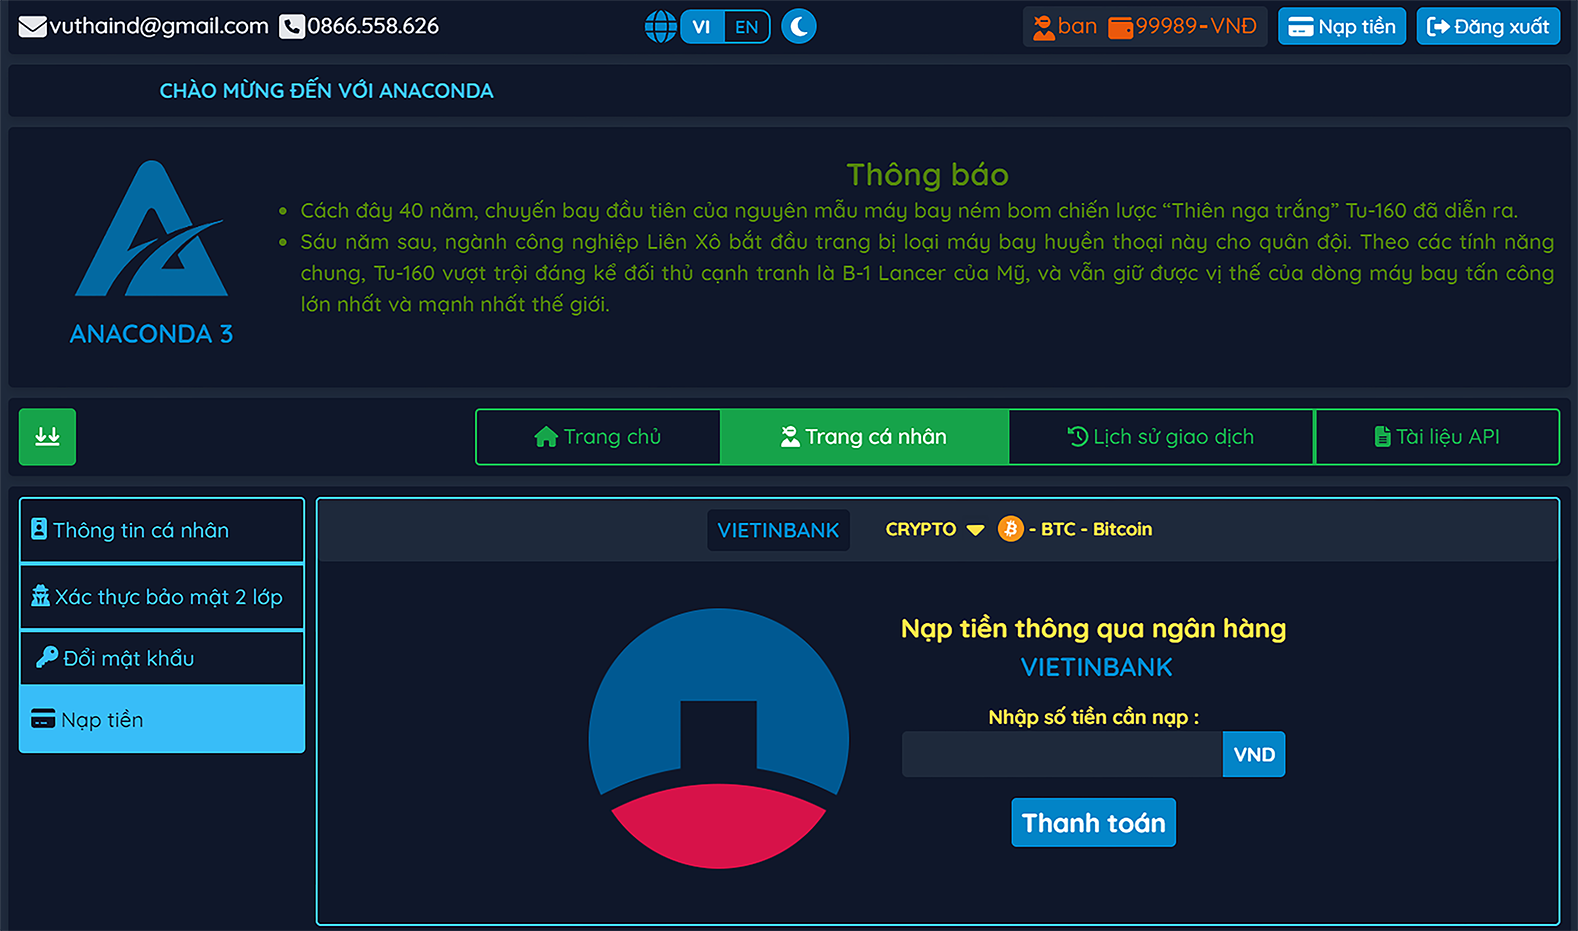 vuthaind@gmail.com 0866.558.626 VI EN ban 99989-VNĐ Nạp tiền Đăng xuất
CHÀO MỪNG ĐẾN VỚI ANACONDA
Thông báo
Cách đây 40 năm, chuyến bay đầu tiên của nguyên mẫu máy bay ném bom chiến lược “Thiên nga trắng” Tu-160 đã diễn ra.
Sáu năm sau, ngành công nghiệp Liên Xô bắt đầu trang bị loại máy bay huyền thoại này cho quân đội. Theo các tính năng
chung, Tu-160 vượt trội đáng kể đối thủ cạnh tranh là B-1 Lancer của Mỹ, và vẫn giữ được vị thế của dòng máy bay tấn công
lớn nhất và mạnh nhất thế giới.
ANACONDA 3
Trang chủ Trang cá nhân Lịch sử giao dịch Tài liệu API
Thông tin cá nhân
Xác thực bảo mật 2 lớp
Đổi mật khẩu
Nạp tiền
VIETINBANK CRYPTO - BTC - Bitcoin
Nạp tiền thông qua ngân hàng
VIETINBANK
Nhập số tiền cần nạp :
VND
Thanh toán